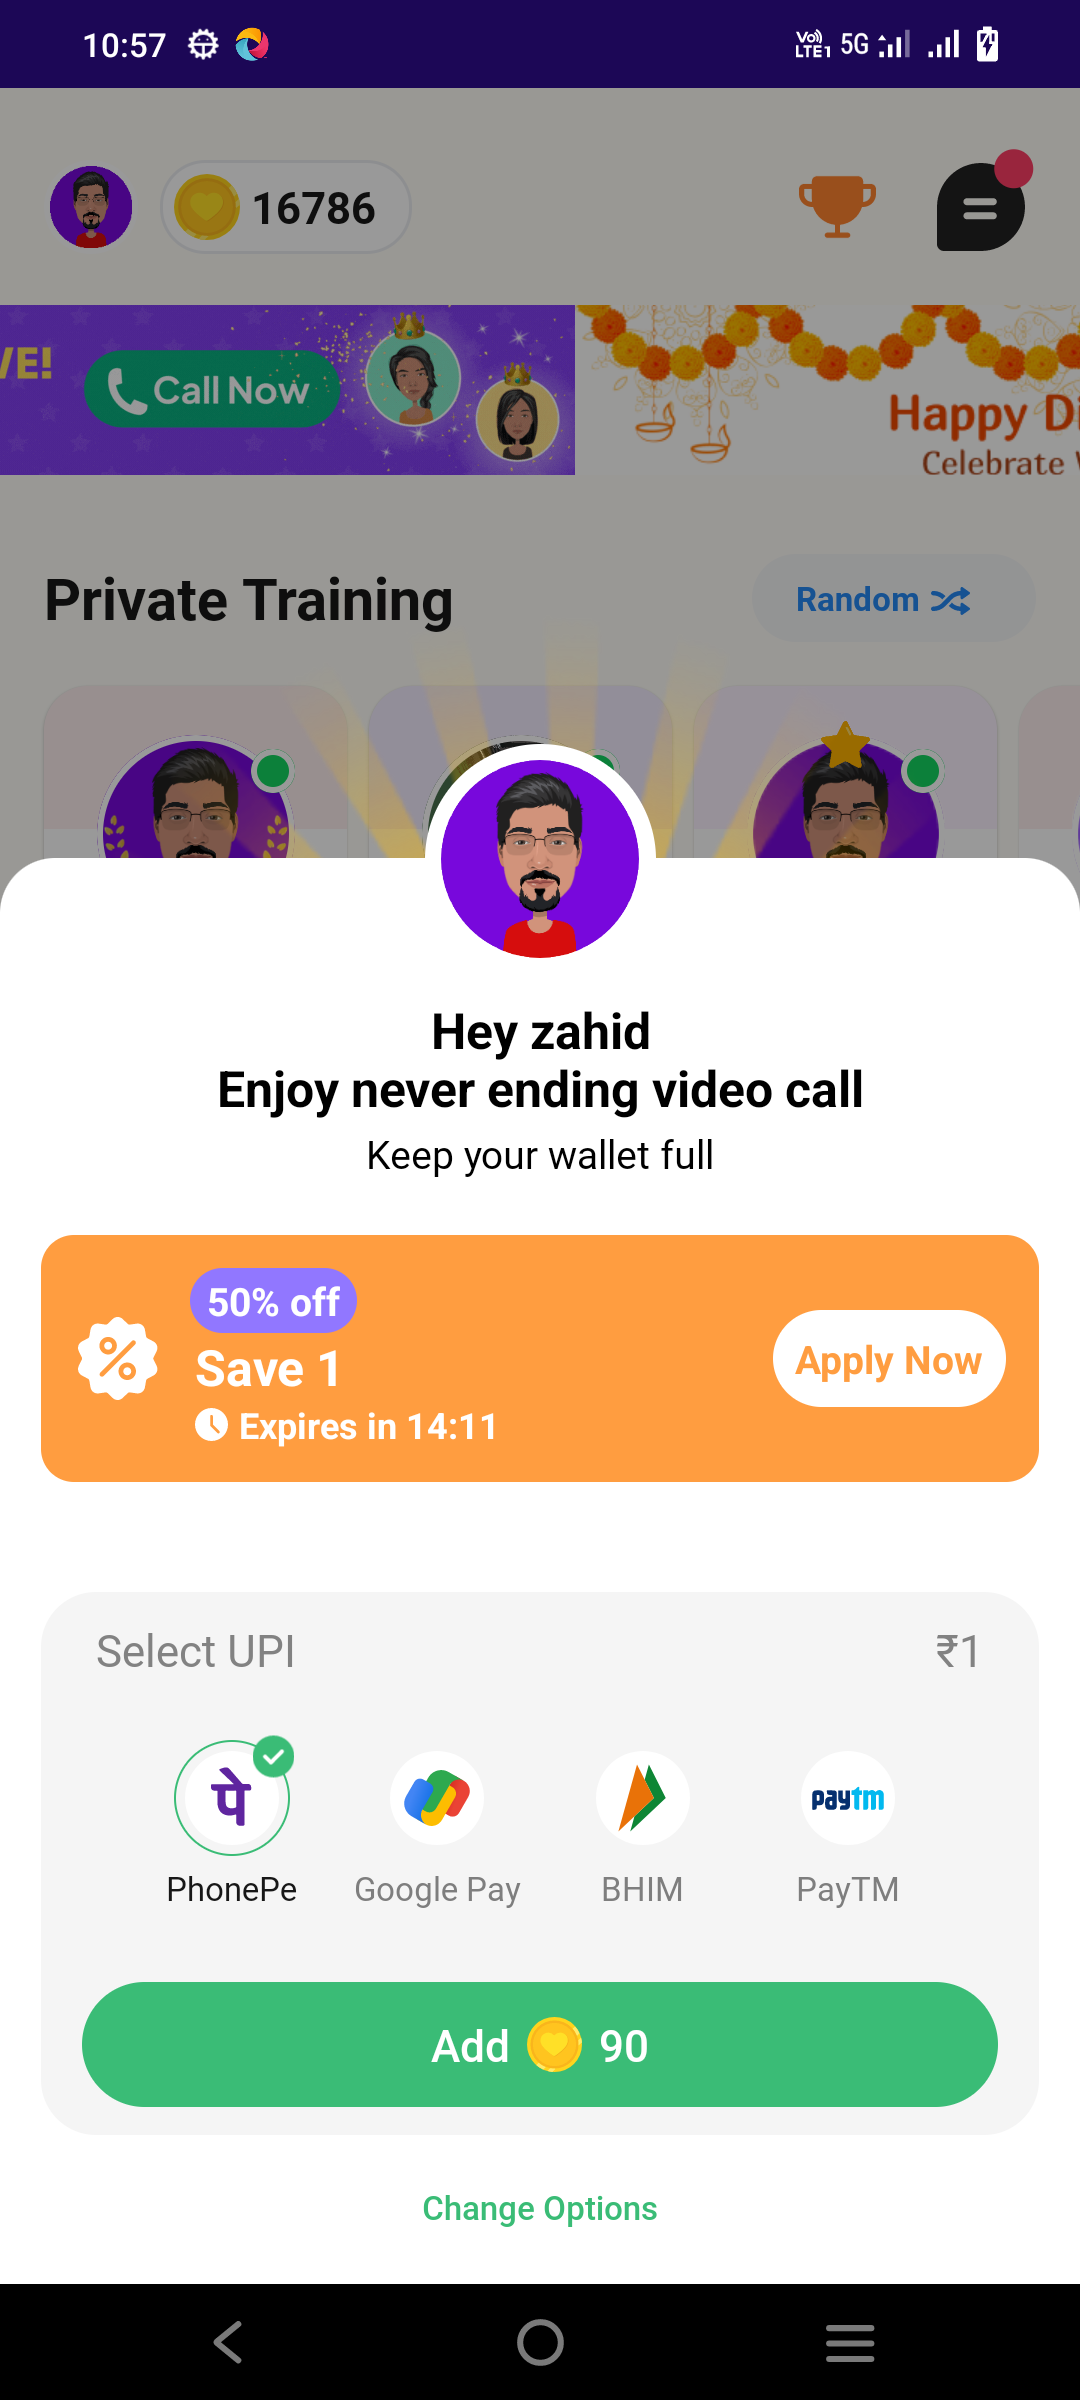 10:57
Vo))
LTE1 5G
16786
VE!
Call Now
Happy Di
Celebrate
Private Training
Random
Hey zahid
Enjoy never ending video call
Keep your wallet full
50% off
Save 1
Expires in 14:11
Apply Now
Select UPI
₹1
पे
paytm
PhonePe
Google Pay
BHIM
PayTM
Add 90
Change Options